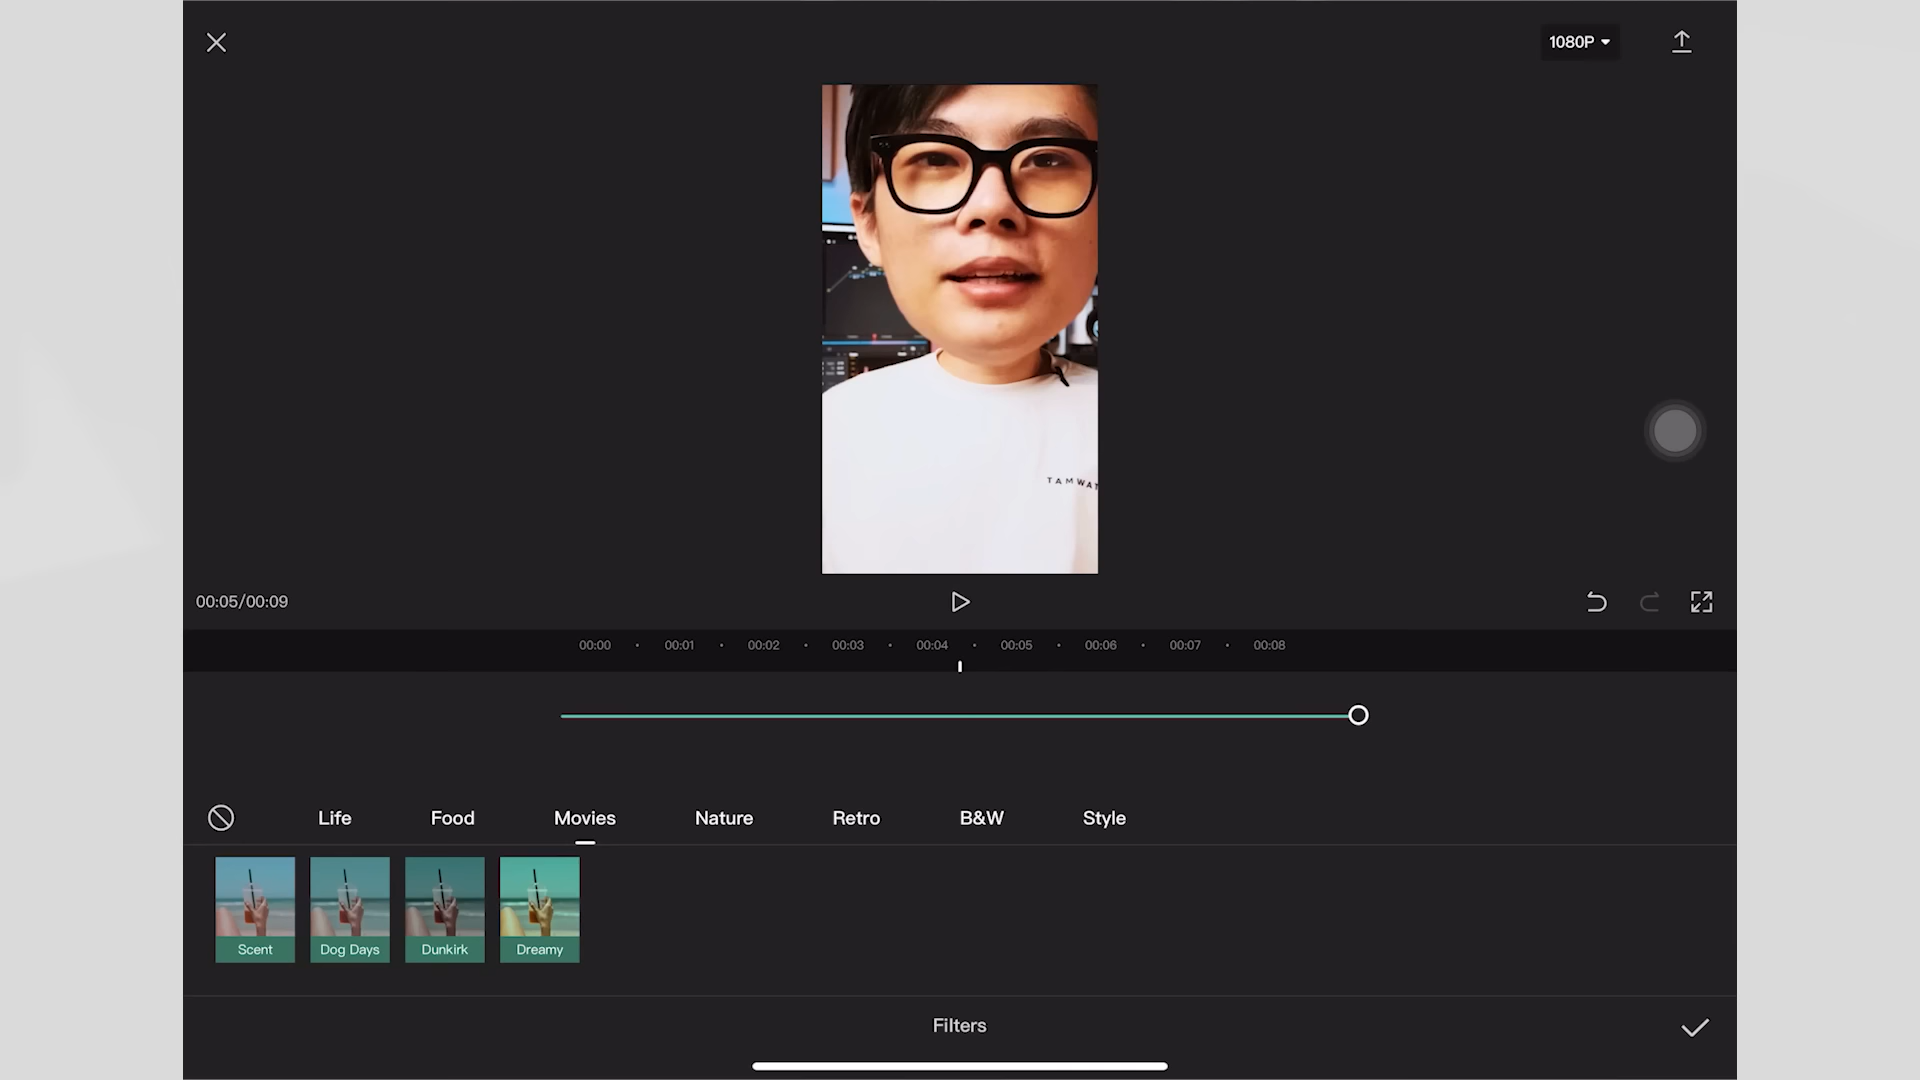 1080P
TAMWAT
00:05/00:09
00:00 00:01 00:02 00:03 00:04 00:05 00:06 00:07 00:08
Life Food Movies Nature Retro B&W Style
Scent Dog Days Dunkirk Dreamy
Filters